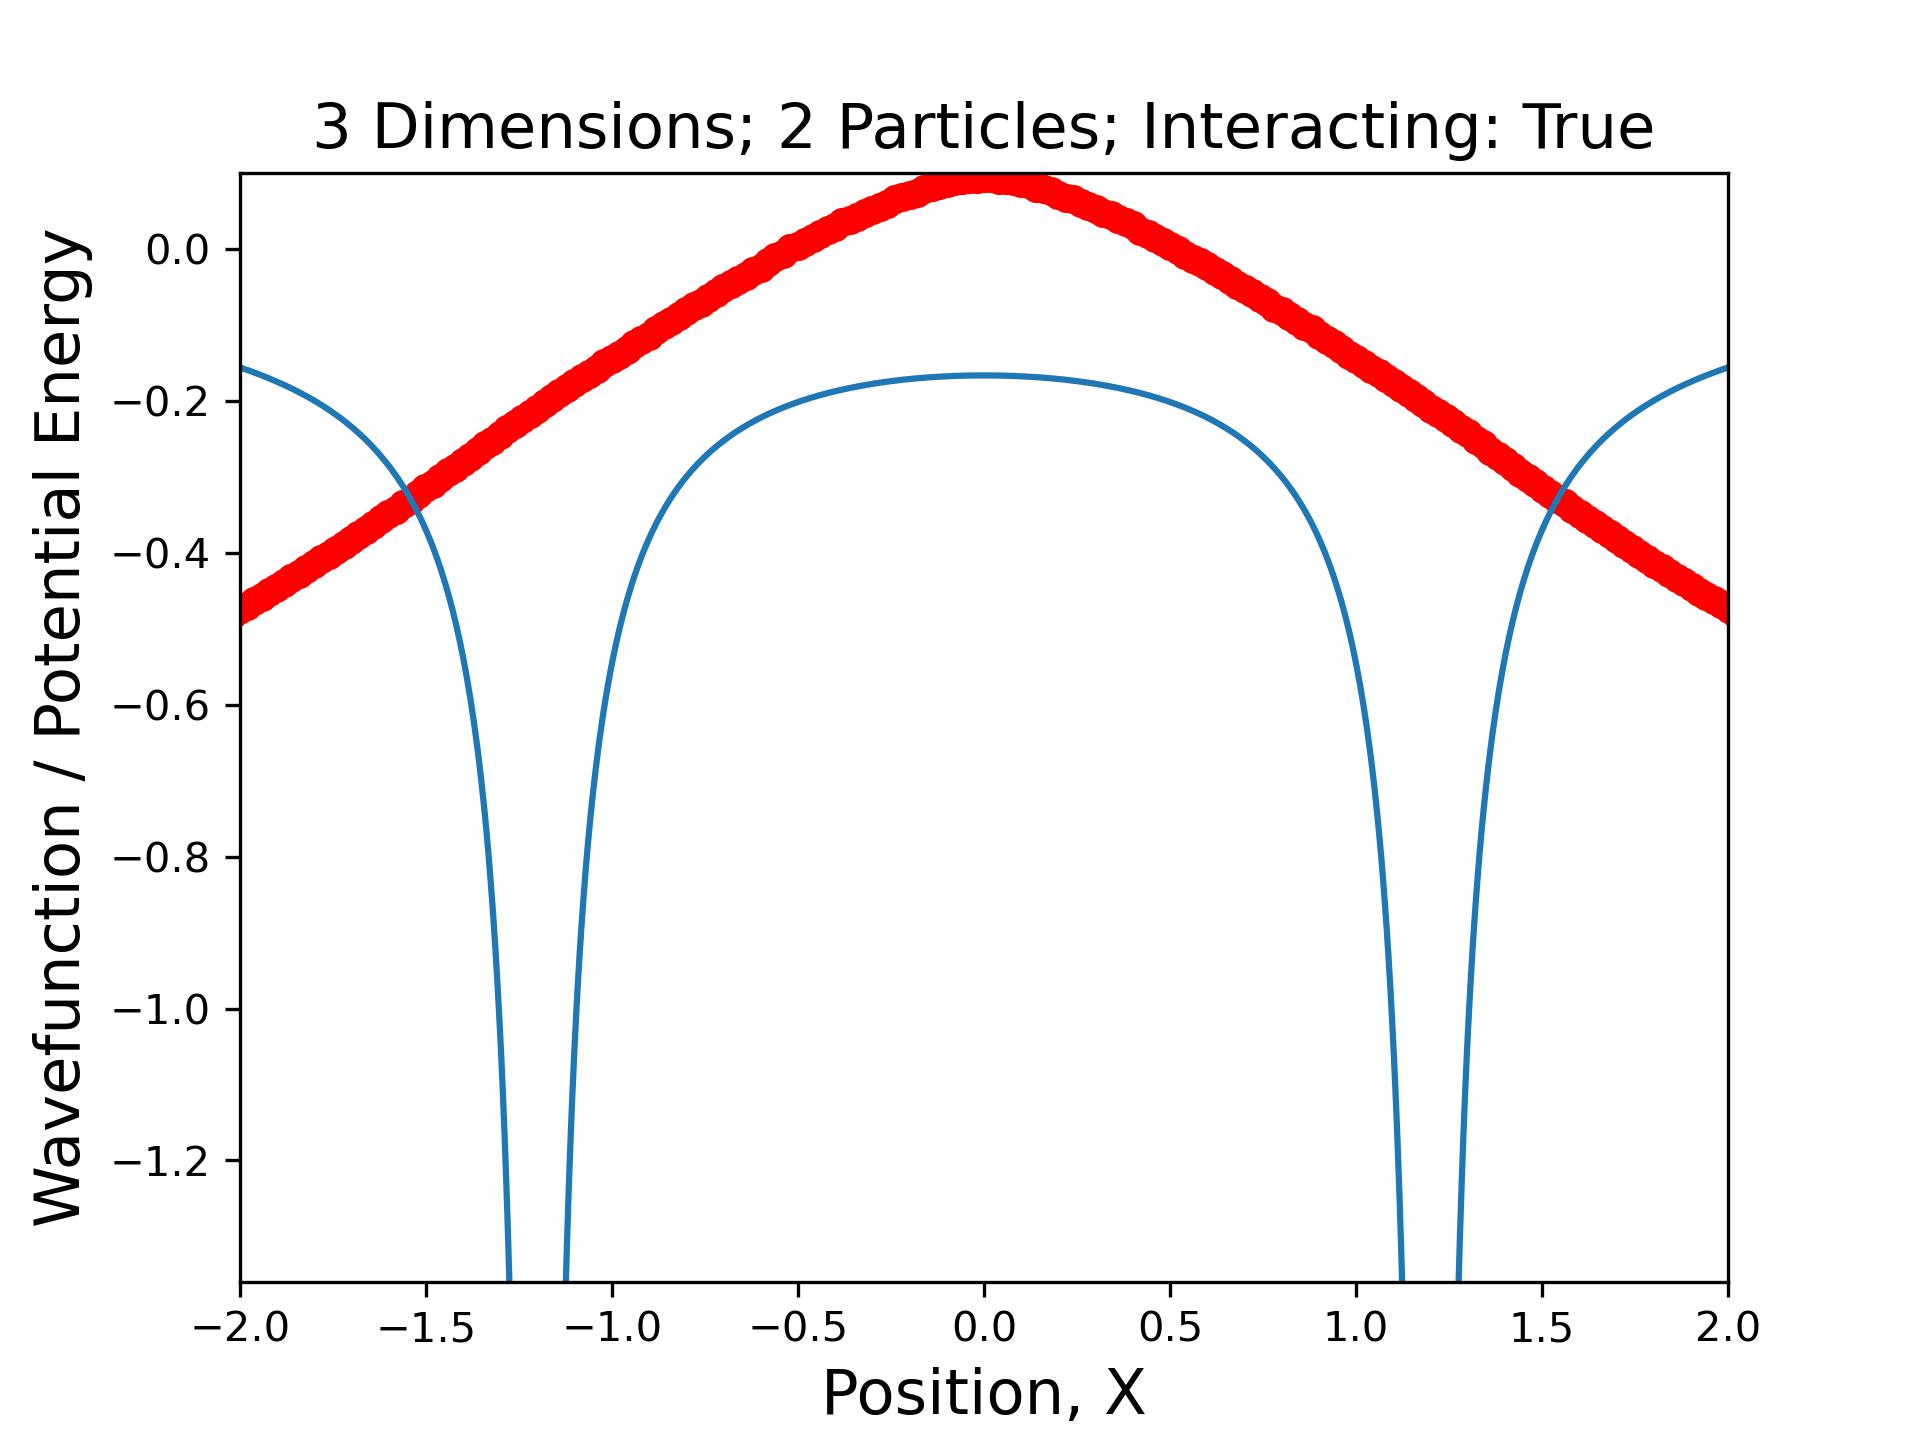 3 Dimensions; 2 Particles; Interacting: True
Wavefunction / Potential Energy
0.0
−0.2
−0.4
−0.6
−0.8
−1.0
−1.2
−2.0 −1.5 −1.0 −0.5 0.0 0.5 1.0 1.5 2.0
Position, X